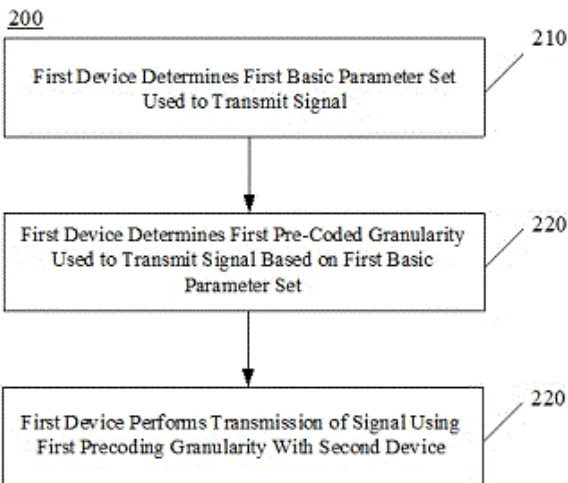 200
210
First Device Determines First Basic Parameter Set
Used to Transmit Signal
220
First Device Determines First Pre-Coded Granularity
Used to Transmit Signal Based on First Basic
Parameter Set
220
First Device Performs Transmission of Signal Using
First Precoding Granularity With Second Device